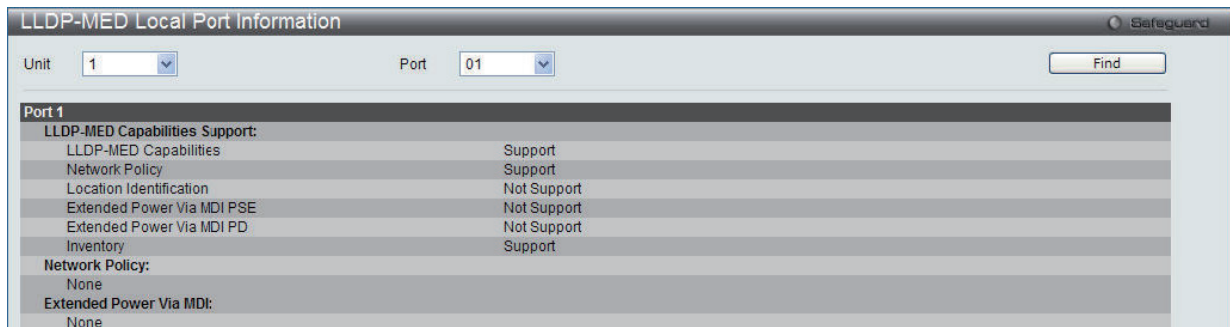 LLDP-MED Local Port Information
Safeguard
Unit 1 Port 01 Find
Port 1
LLDP-MED Capabilities Support:
LLDP-MED Capabilities Support
Network Policy Support
Location Identification Not Support
Extended Power Via MDI PSE Not Support
Extended Power Via MDI PD Not Support
Inventory Support
Network Policy:
None
Extended Power Via MDI:
None